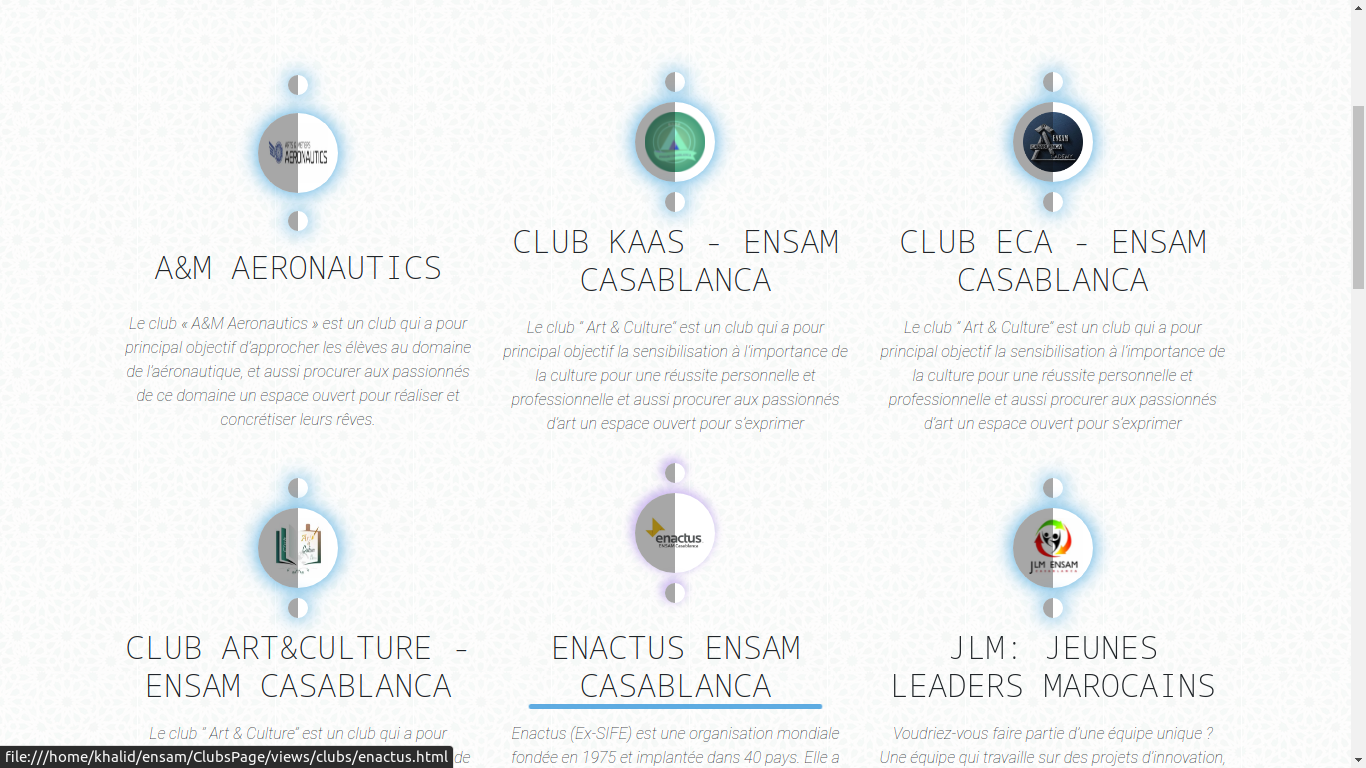 ARTS & METIERS
AERONAUTICS
A&M AERONAUTICS
Le club « A&M Aeronautics » est un club qui a pour
principal objectif d'approcher les élèves au domaine
de l'aéronautique, et aussi procurer aux passionnés
de ce domaine un espace ouvert pour réaliser et
concrétiser leurs rêves.
CLUB KAAS - ENSAM
CASABLANCA
Le club " Art & Culture" est un club qui a pour
principal objectif la sensibilisation à l'importance de
la culture pour une réussite personnelle et
professionnelle et aussi procurer aux passionnés
d'art un espace ouvert pour s'exprimer
ENSAM
CLUB ECA - ENSAM
CASABLANCA
Le club " Art & Culture" est un club qui a pour
principal objectif la sensibilisation à l'importance de
la culture pour une réussite personnelle et
professionnelle et aussi procurer aux passionnés
d'art un espace ouvert pour s'exprimer
CLUB ART&CULTURE -
ENSAM CASABLANCA
Le club " Art & Culture" est un club qui a pour
de
enactus
ENSAM Casablanca
ENACTUS ENSAM
CASABLANCA
Enactus (Ex-SIFE) est une organisation mondiale
fondée en 1975 et implantée dans 40 pays. Elle a
JLM ENSAM
CASABLANCA
JLM: JEUNES
LEADERS MAROCAINS
Voudriez-vous faire partie d'une équipe unique ?
Une équipe qui travaille sur des projets d'innovation,
file:///home/khalid/ensam/ClubsPage/views/clubs/enactus.html